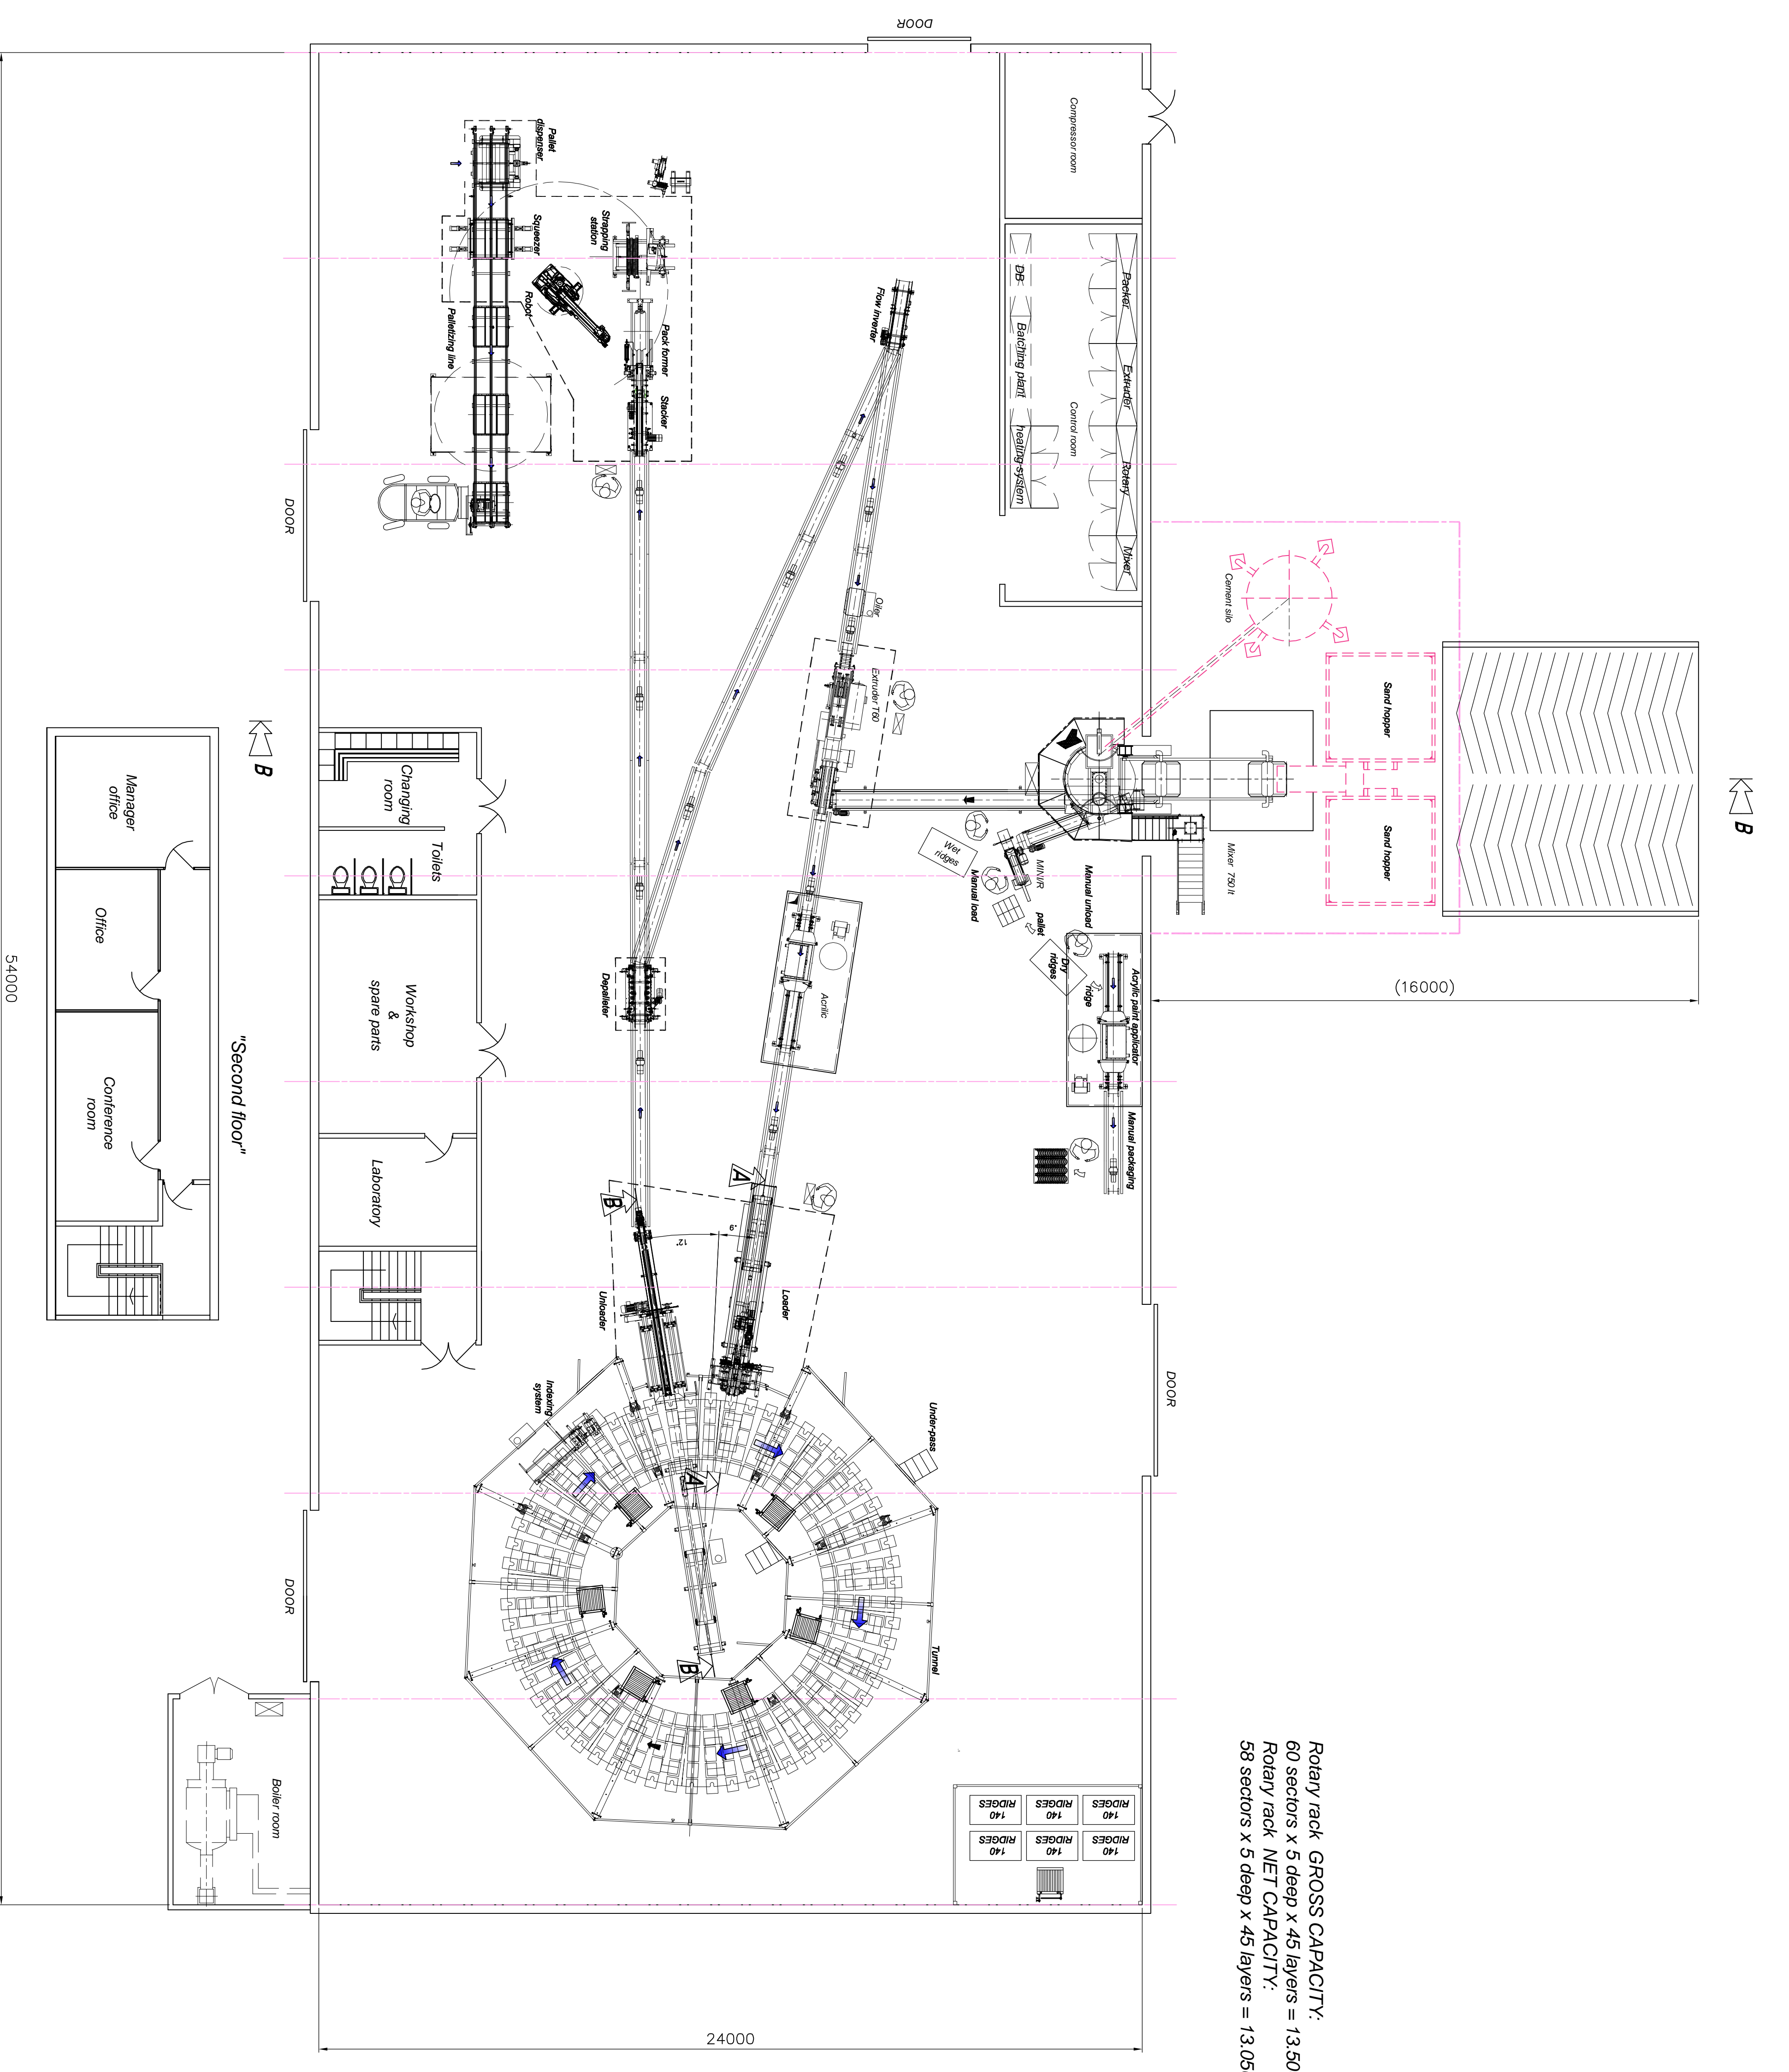 DOOR
Compressor room
Packer
Extruder
Rotary
Mixer
Control room
DB
Batching plant
heating system
Pallet
dispenser
Squeezer
Strapping
station
Robot
Palletizing line
Pack former
Stacker
Flow inverter
Oiler
Extruder T60
DOOR
Cement silo
Sand hopper
Sand hopper
Mixer 750 lt
MINI/R
Wet
ridges
Manual load
pallet
Manual unload
Dry
ridges
ridge
Acrylic paint applicator
Manual packaging
Acrilic
Depalleter
B
B
(16000)
Changing
room
Toilets
Workshop
&
spare parts
Laboratory
Manager
office
Office
Conference
room
"Second floor"
54000
A
B
12°
9°
Loader
Unloader
Indexing
system
Under-pass
DOOR
A
B
Tunnel
DOOR
Boiler room
140
RIDGES
140
RIDGES
140
RIDGES
140
RIDGES
140
RIDGES
140
RIDGES
24000
Rotary rack GROSS CAPACITY:
60 sectors x 5 deep x 45 layers = 13.50
Rotary rack NET CAPACITY:
58 sectors x 5 deep x 45 layers = 13.05